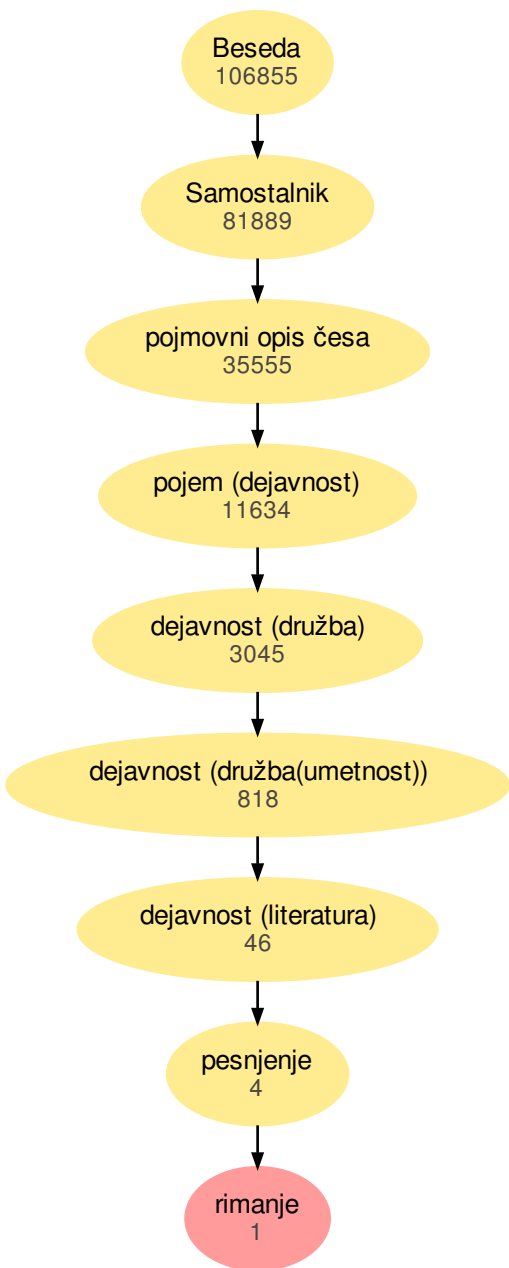 Beseda
106855
Samostalnik
81889
pojmovni opis česa
35555
pojem (dejavnost)
11634
dejavnost (družba)
3045
dejavnost (družba(umetnost))
818
dejavnost (literatura)
46
pesnjenje
4
rimanje
1